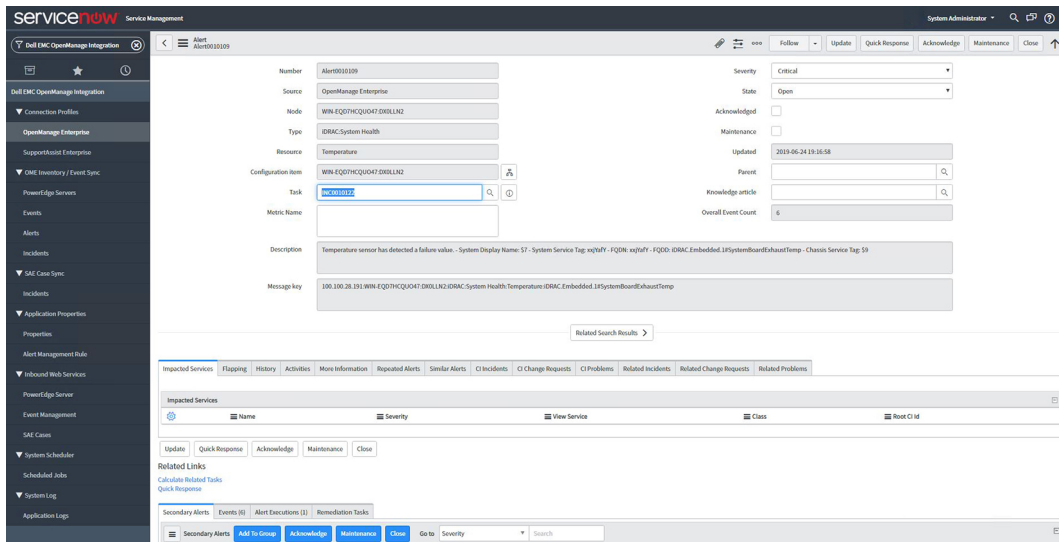 servicenow Service Management
System Administrator
Dell EMC OpenManage Integration
Dell EMC OpenManage Integration
Connection Profiles
OpenManage Enterprise
SupportAssist Enterprise
OME Inventory / Event Sync
PowerEdge Servers
Events
Alerts
Incidents
SAE Case Sync
Incidents
Application Properties
Properties
Alert Management Rule
Inbound Web Services
PowerEdge Server
Event Management
SAE Cases
System Scheduler
Scheduled Jobs
System Log
Application Logs
Alert
Alert0010109
Follow Update Quick Response Acknowledge Maintenance Close
Number Alert0010109
Source OpenManage Enterprise
Node WIN-EQD7HCQUO47:DX0LLN2
Type iDRAC:System Health
Resource Temperature
Configuration item WIN-EQD7HCQUO47:DX0LLN2
Task INC0010122
Metric Name
Severity Critical
State Open
Acknowledged
Maintenance
Updated 2019-06-24 19:16:58
Parent
Knowledge article
Overall Event Count 6
Description Temperature sensor has detected a failure value. - System Display Name: S7 - System Service Tag: xxjYafY - FQDN: xxjYafY - FQDD: iDRAC.Embedded.1#SystemBoardExhaustTemp - Chassis Service Tag: S9
Message key 100.100.28.191:WIN-EQD7HCQUO47:DX0LLN2:iDRAC:System Health:Temperature:iDRAC.Embedded.1#SystemBoardExhaustTemp
Related Search Results
Impacted Services Flapping History Activities More Information Repeated Alerts Similar Alerts CI Incidents CI Change Requests CI Problems Related Incidents Related Change Requests Related Problems
Impacted Services
Name Severity View Service Class Root CI Id
Update Quick Response Acknowledge Maintenance Close
Related Links
Calculate Related Tasks
Quick Response
Secondary Alerts Events (6) Alert Executions (1) Remediation Tasks
Secondary Alerts Add To Group Acknowledge Maintenance Close Go to Severity Search